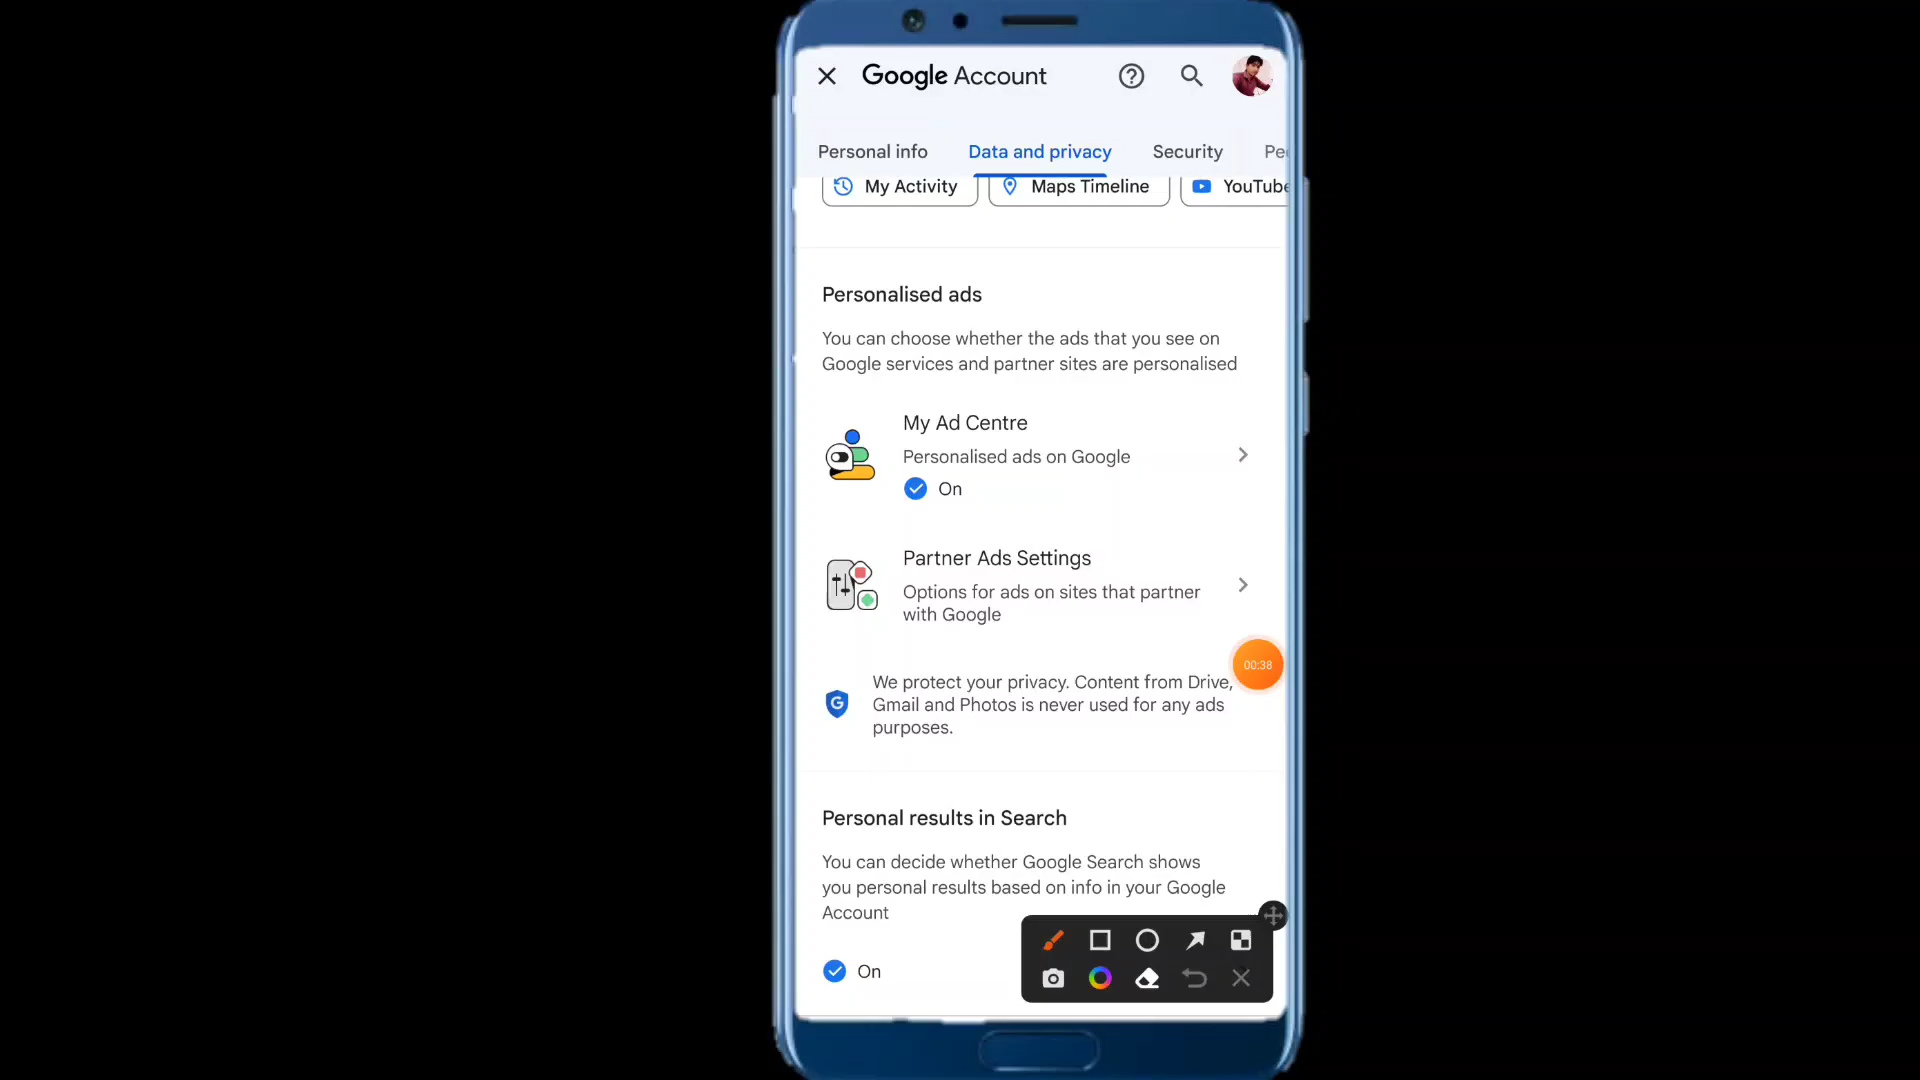 Google Account
Personal info Data and privacy Security
My Activity Maps Timeline YouTube
Personalised ads
You can choose whether the ads that you see on
Google services and partner sites are personalised
My Ad Centre
Personalised ads on Google
On
Partner Ads Settings
Options for ads on sites that partner
with Google
00:38
We protect your privacy. Content from Drive,
Gmail and Photos is never used for any ads
purposes.
Personal results in Search
You can decide whether Google Search shows
you personal results based on info in your Google
Account
On